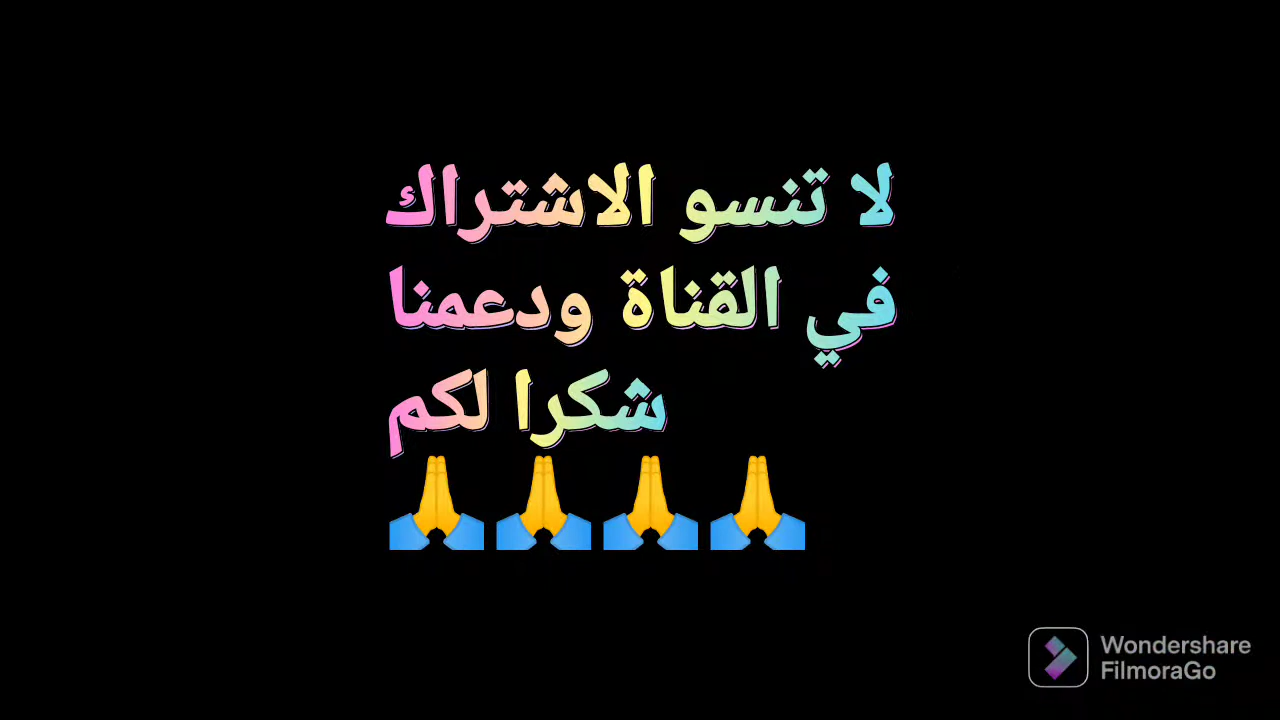 لا تنسو الاشتراك
في القناة ودعمنا
شكرا لكم
🙏🙏🙏🙏
Wondershare
FilmoraGo